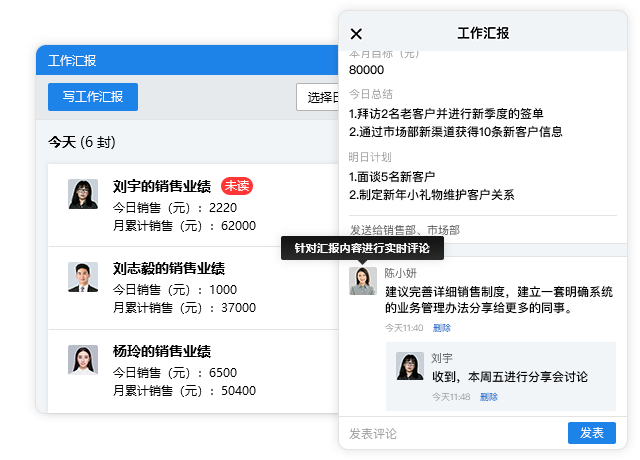 工作汇报
写工作汇报
选择日
今天 (6 封)
刘宇的销售业绩 未读
今日销售（元）：2220
月累计销售（元）：62000
刘志毅的销售业绩
今日销售（元）：1000
月累计销售（元）：37000
杨玲的销售业绩
今日销售（元）：6500
月累计销售（元）：50400
工作汇报
本月目标（元）
80000
今日总结
1.拜访2名老客户并进行新季度的签单
2.通过市场部新渠道获得10条新客户信息
明日计划
1.面谈5名新客户
2.制定新年小礼物维护客户关系
发送给销售部、市场部
针对汇报内容进行实时评论
陈小妍
建议完善详细销售制度，建立一套明确系统
的业务管理办法分享给更多的同事。
今天11:40 删除
刘宇
收到，本周五进行分享会讨论
今天11:48 删除
发表评论 发表